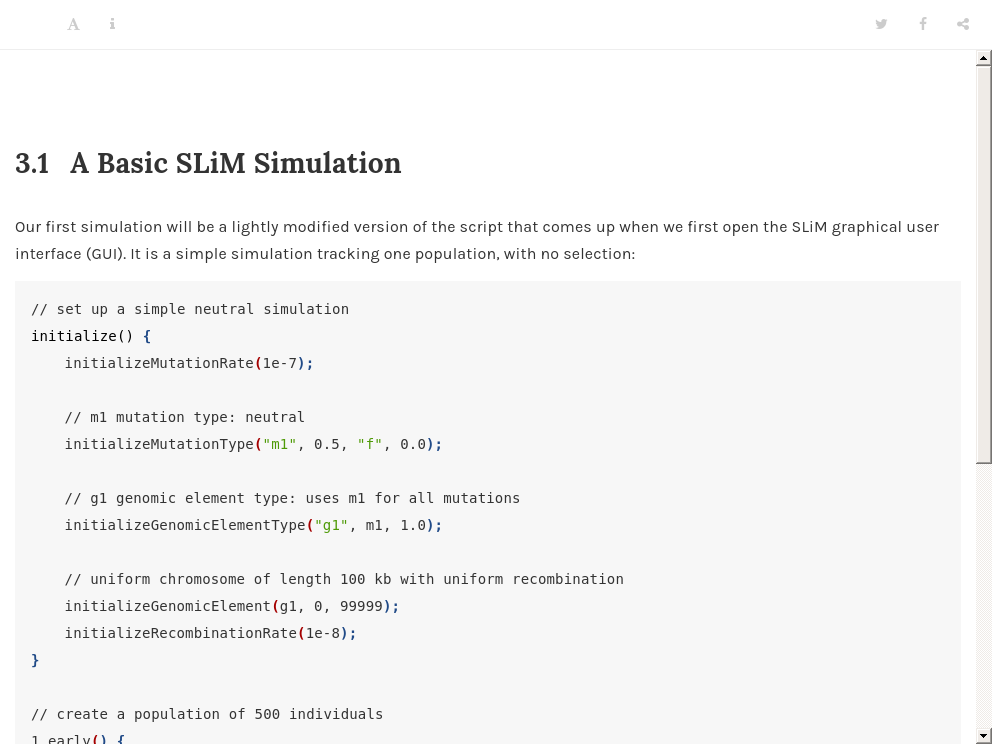 3.1 A Basic SLiM Simulation
Our first simulation will be a lightly modified version of the script that comes up when we first open the SLiM graphical user
interface (GUI). It is a simple simulation tracking one population, with no selection:
// set up a simple neutral simulation
initialize() {
    initializeMutationRate(1e-7);

    // m1 mutation type: neutral
    initializeMutationType("m1", 0.5, "f", 0.0);

    // g1 genomic element type: uses m1 for all mutations
    initializeGenomicElementType("g1", m1, 1.0);

    // uniform chromosome of length 100 kb with uniform recombination
    initializeGenomicElement(g1, 0, 99999);
    initializeRecombinationRate(1e-8);
}

// create a population of 500 individuals
1 early() {